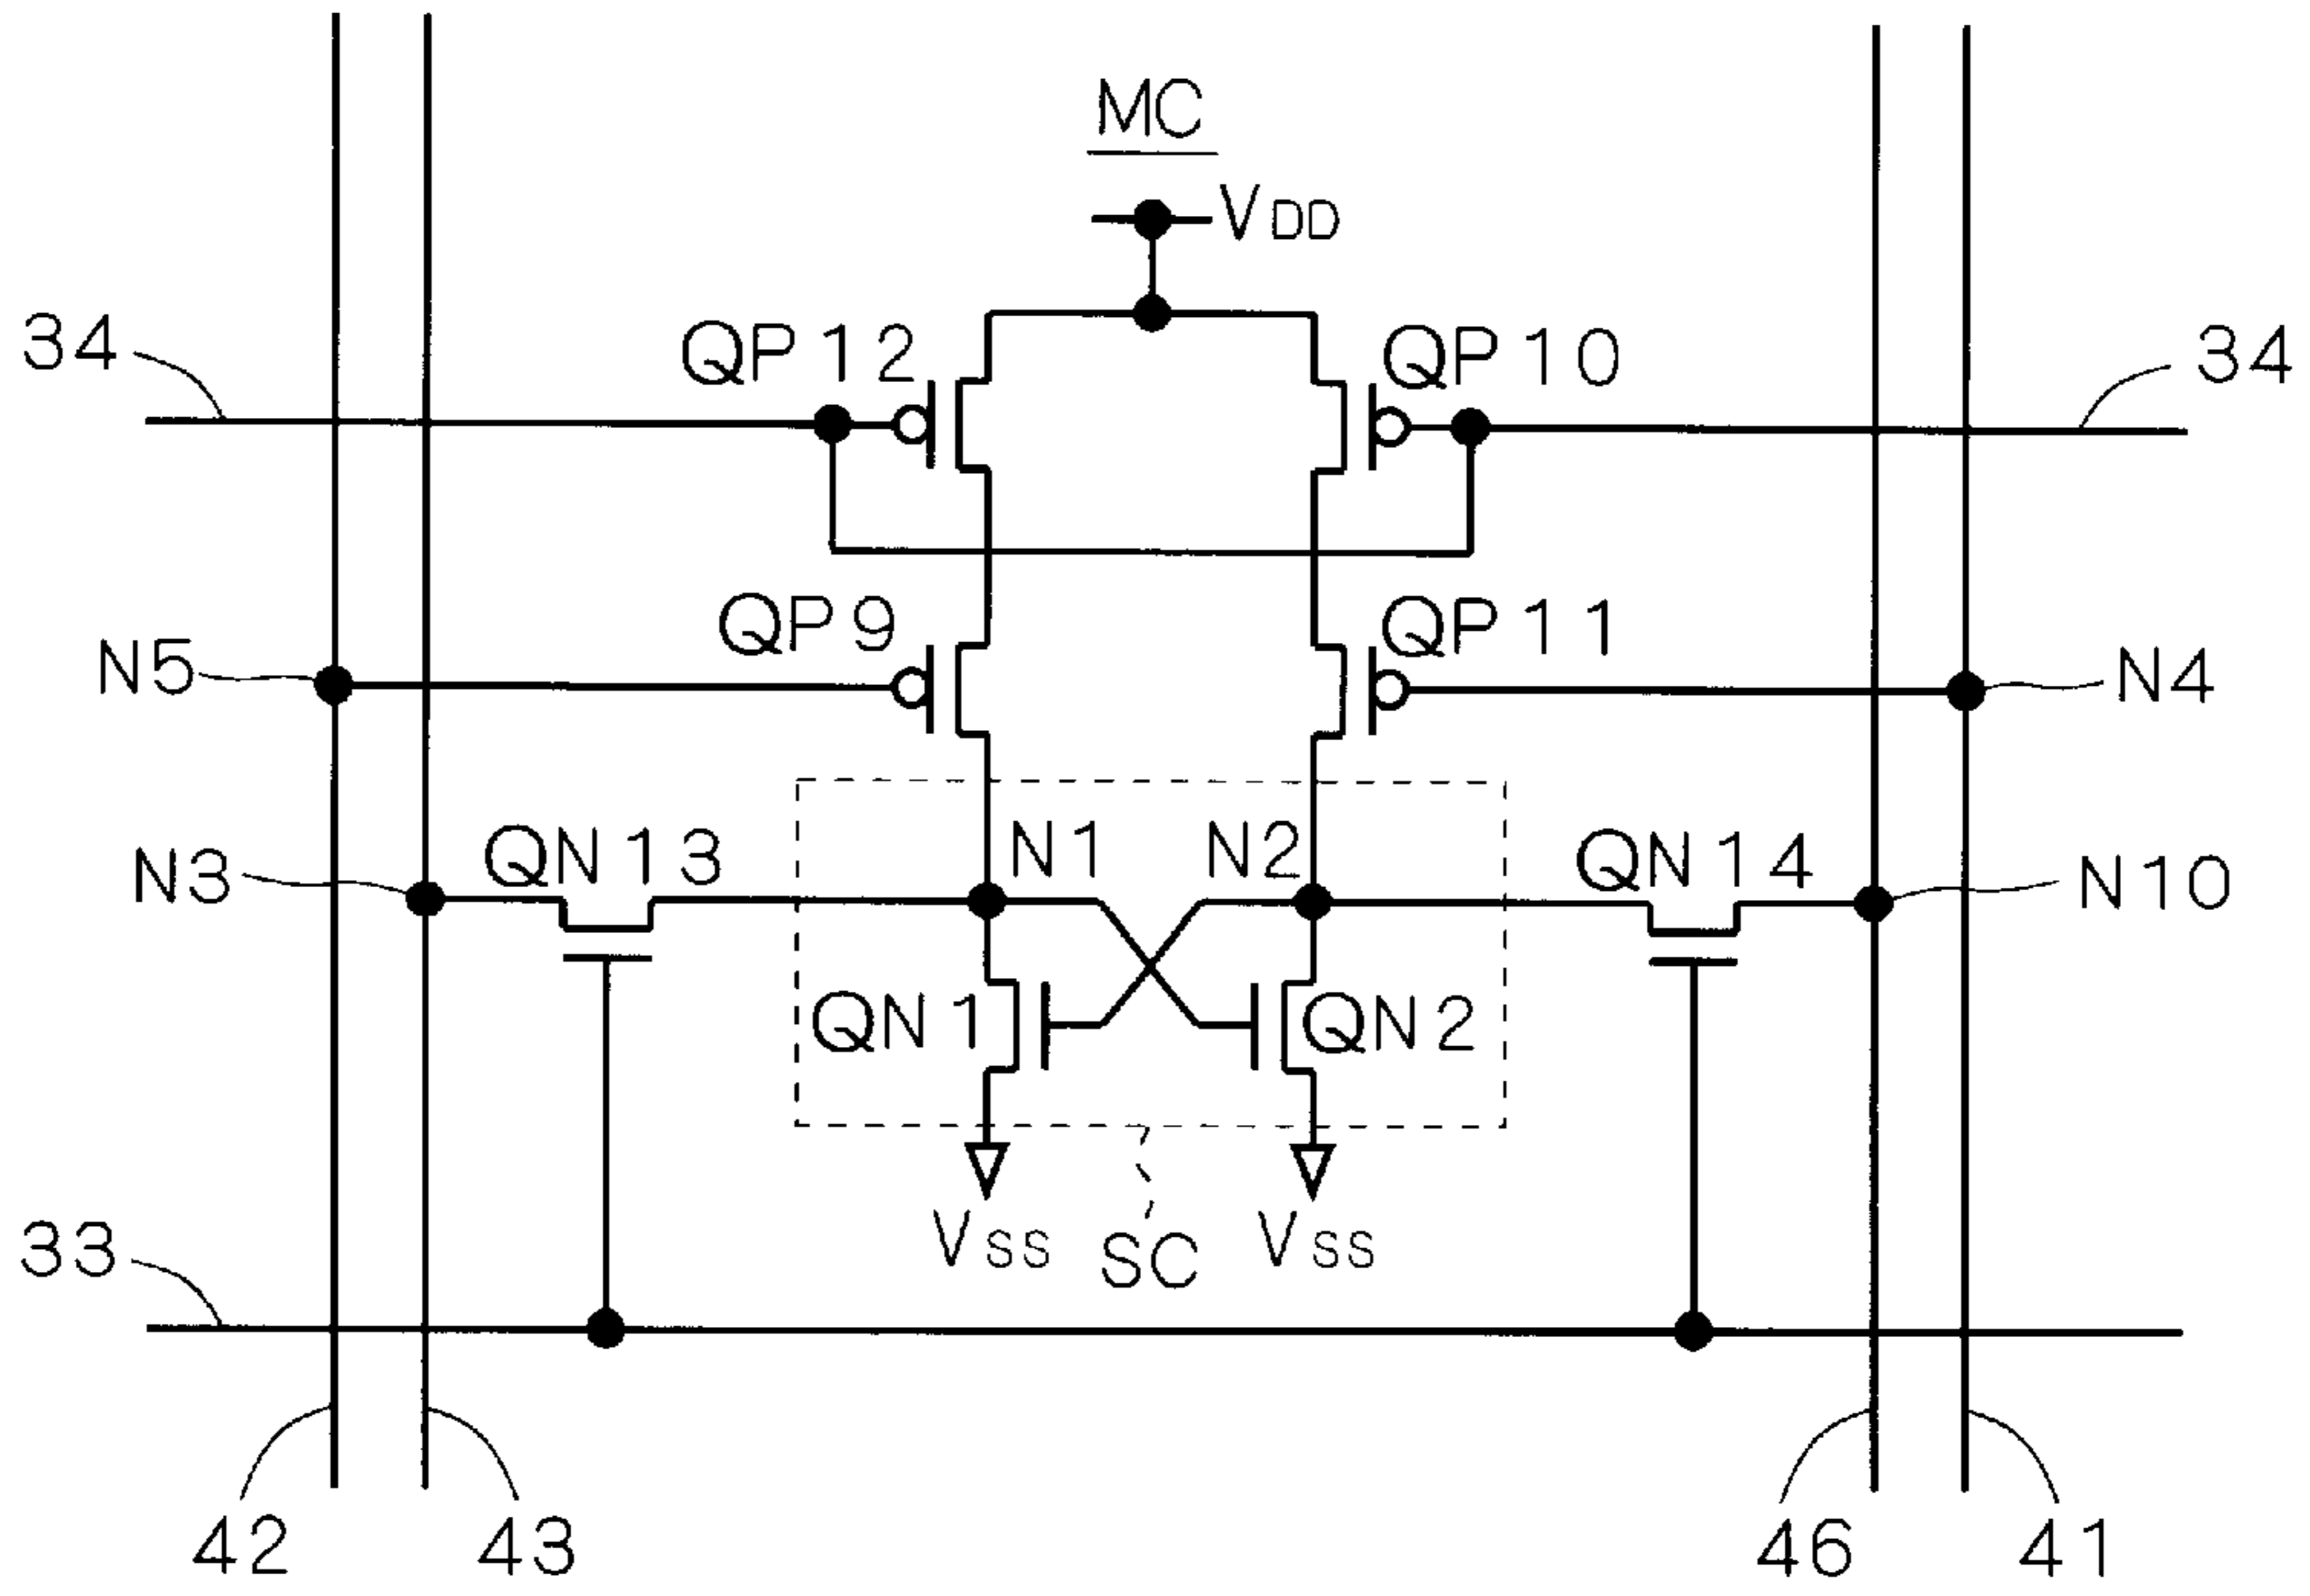 MC
VDD
34
QP12
QP10
34
QP9
QP11
N5
N4
N3
QN13
N1
N2
QN14
N10
QN1
QN2
VSS
SC
VSS
33
42
43
46
41